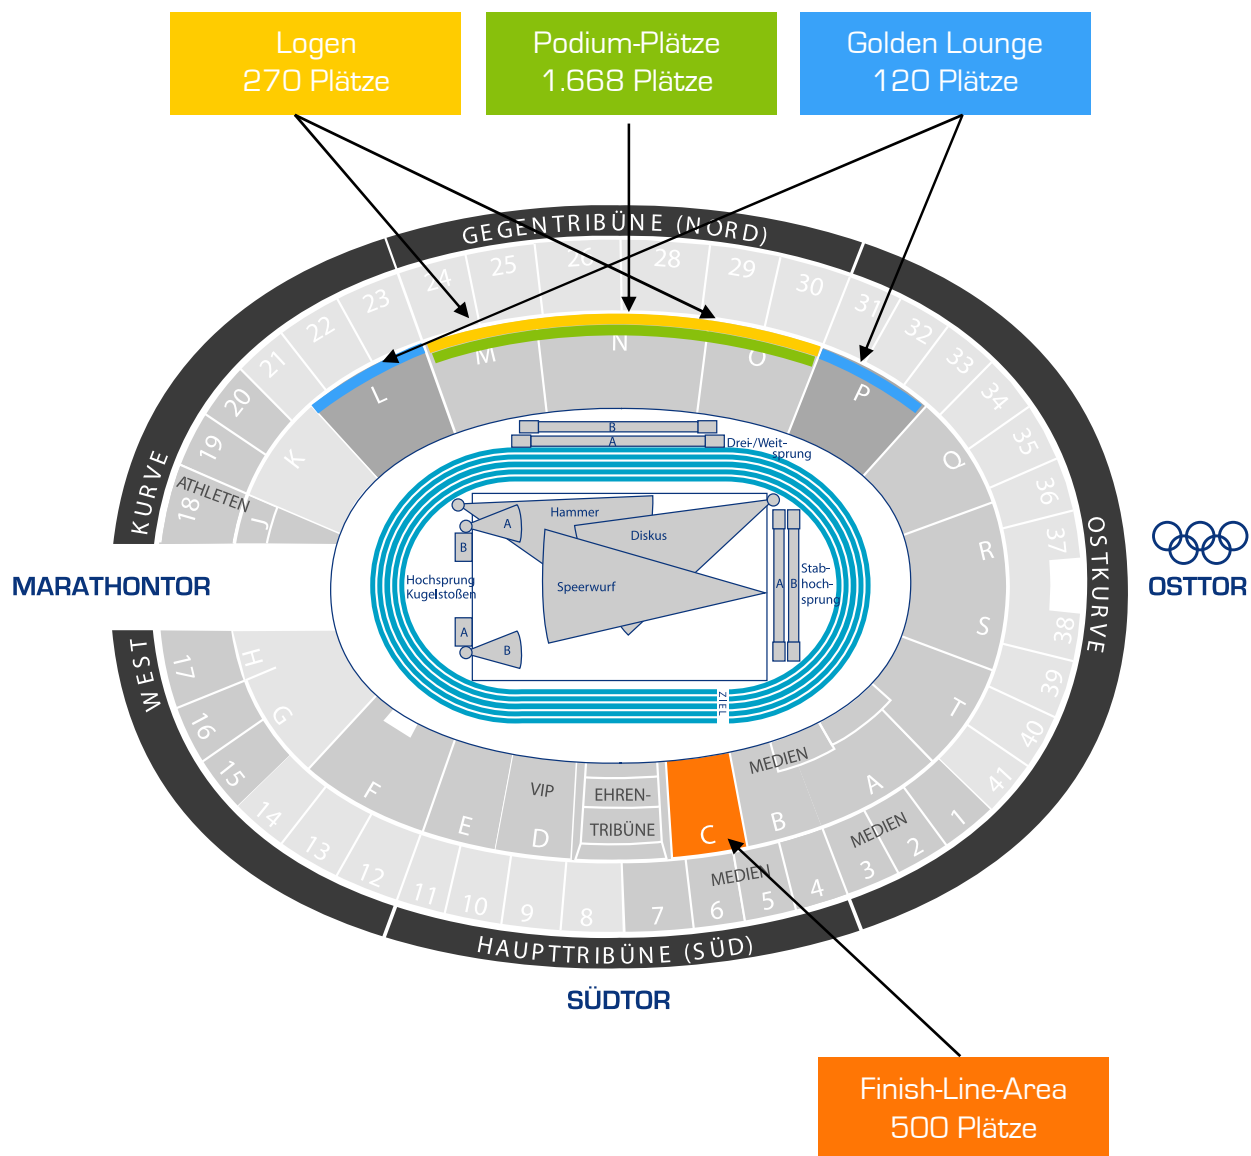 Logen
270 Plätze
Podium-Plätze
1.668 Plätze
Golden Lounge
120 Plätze
GEGENTRIBÜNE (NORD)
23
24
25
26
28
29
30
31
22
32
21
33
20
34
19
35
18
36
37
M
N
O
L
P
K
Q
ATHLETEN
J
R
KURVE
OSTKURVE
B
A
Drei-/Weit-
sprung
Hammer
A
Diskus
B
Hochsprung
Kugelstoßen
Speerwurf
A
B
Stab-
hoch-
sprung
A
B
ZIEL
MARATHONTOR
OSTTOR
WEST
17
H
S
38
16
G
T
39
15
F
40
14
E
VIP
D
EHREN-
TRIBÜNE
C
MEDIEN
B
A
41
13
12
11
10
9
8
7
6
5
4
3
2
1
MEDIEN
MEDIEN
HAUPTTRIBÜNE (SÜD)
SÜDTOR
Finish-Line-Area
500 Plätze